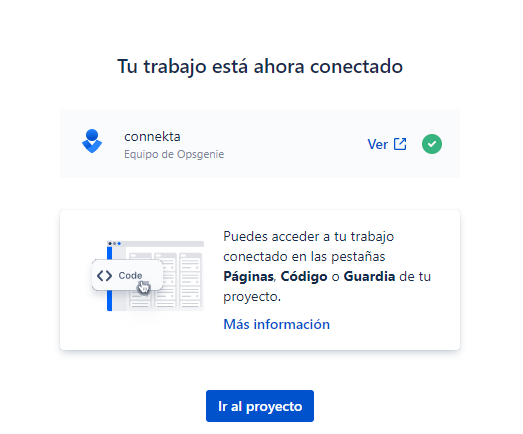 Tu trabajo está ahora conectado
connekta
Equipo de Opsgenie
Ver
Code
Puedes acceder a tu trabajo
conectado en las pestañas
Páginas, Código o Guardia de tu
proyecto.
Más información
Ir al proyecto